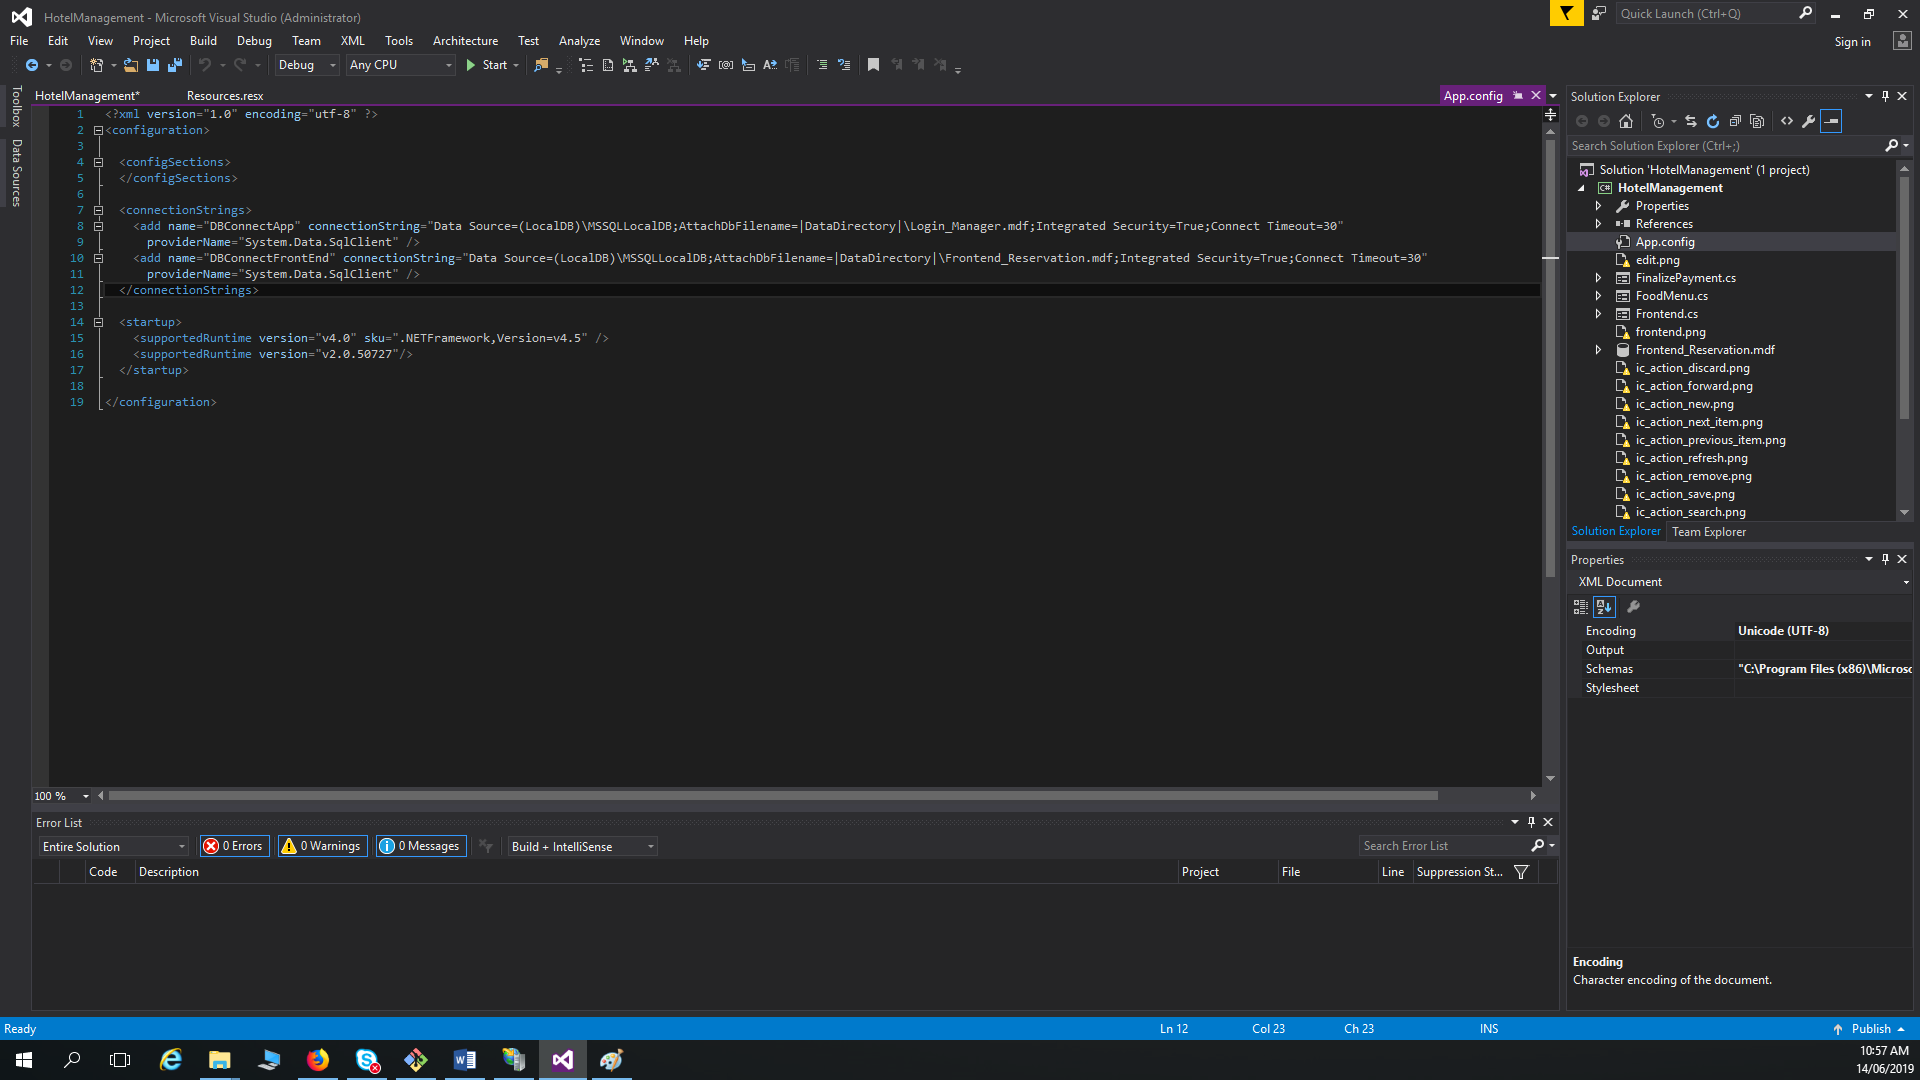 HotelManagement - Microsoft Visual Studio (Administrator)
Quick Launch (Ctrl+Q)
File Edit View Project Build Debug Team XML Tools Architecture Test Analyze Window Help
Sign in
Debug Any CPU Start
Toolbox
Data Sources
HotelManagement* Resources.resx App.config
1 <?xml version="1.0" encoding="utf-8" ?>
2 <configuration>
3
4 <configSections>
5 </configSections>
6
7 <connectionStrings>
8 <add name="DBConnectApp" connectionString="Data Source=(LocalDB)\MSSQLLocalDB;AttachDbFilename=|DataDirectory|\Login_Manager.mdf;Integrated Security=True;Connect Timeout=30"
9 providerName="System.Data.SqlClient" />
10 <add name="DBConnectFrontEnd" connectionString="Data Source=(LocalDB)\MSSQLLocalDB;AttachDbFilename=|DataDirectory|\Frontend_Reservation.mdf;Integrated Security=True;Connect Timeout=30"
11 providerName="System.Data.SqlClient" />
12 </connectionStrings>
13
14 <startup>
15 <supportedRuntime version="v4.0" sku=".NETFramework,Version=v4.5" />
16 <supportedRuntime version="v2.0.50727"/>
17 </startup>
18
19 </configuration>
100 %
Error List
Entire Solution 0 Errors 0 Warnings 0 Messages Build + IntelliSense Search Error List
Code Description Project File Line Suppression St...
Solution Explorer
Search Solution Explorer (Ctrl+;)
Solution 'HotelManagement' (1 project)
C# HotelManagement
Properties
References
App.config
edit.png
FinalizePayment.cs
FoodMenu.cs
Frontend.cs
frontend.png
Frontend_Reservation.mdf
ic_action_discard.png
ic_action_forward.png
ic_action_new.png
ic_action_next_item.png
ic_action_previous_item.png
ic_action_refresh.png
ic_action_remove.png
ic_action_save.png
ic_action_search.png
Solution Explorer Team Explorer
Properties
XML Document
Encoding Unicode (UTF-8)
Output
Schemas "C:\Program Files (x86)\Microsc
Stylesheet
Encoding
Character encoding of the document.
Ready Ln 12 Col 23 Ch 23 INS Publish
10:57 AM
14/06/2019